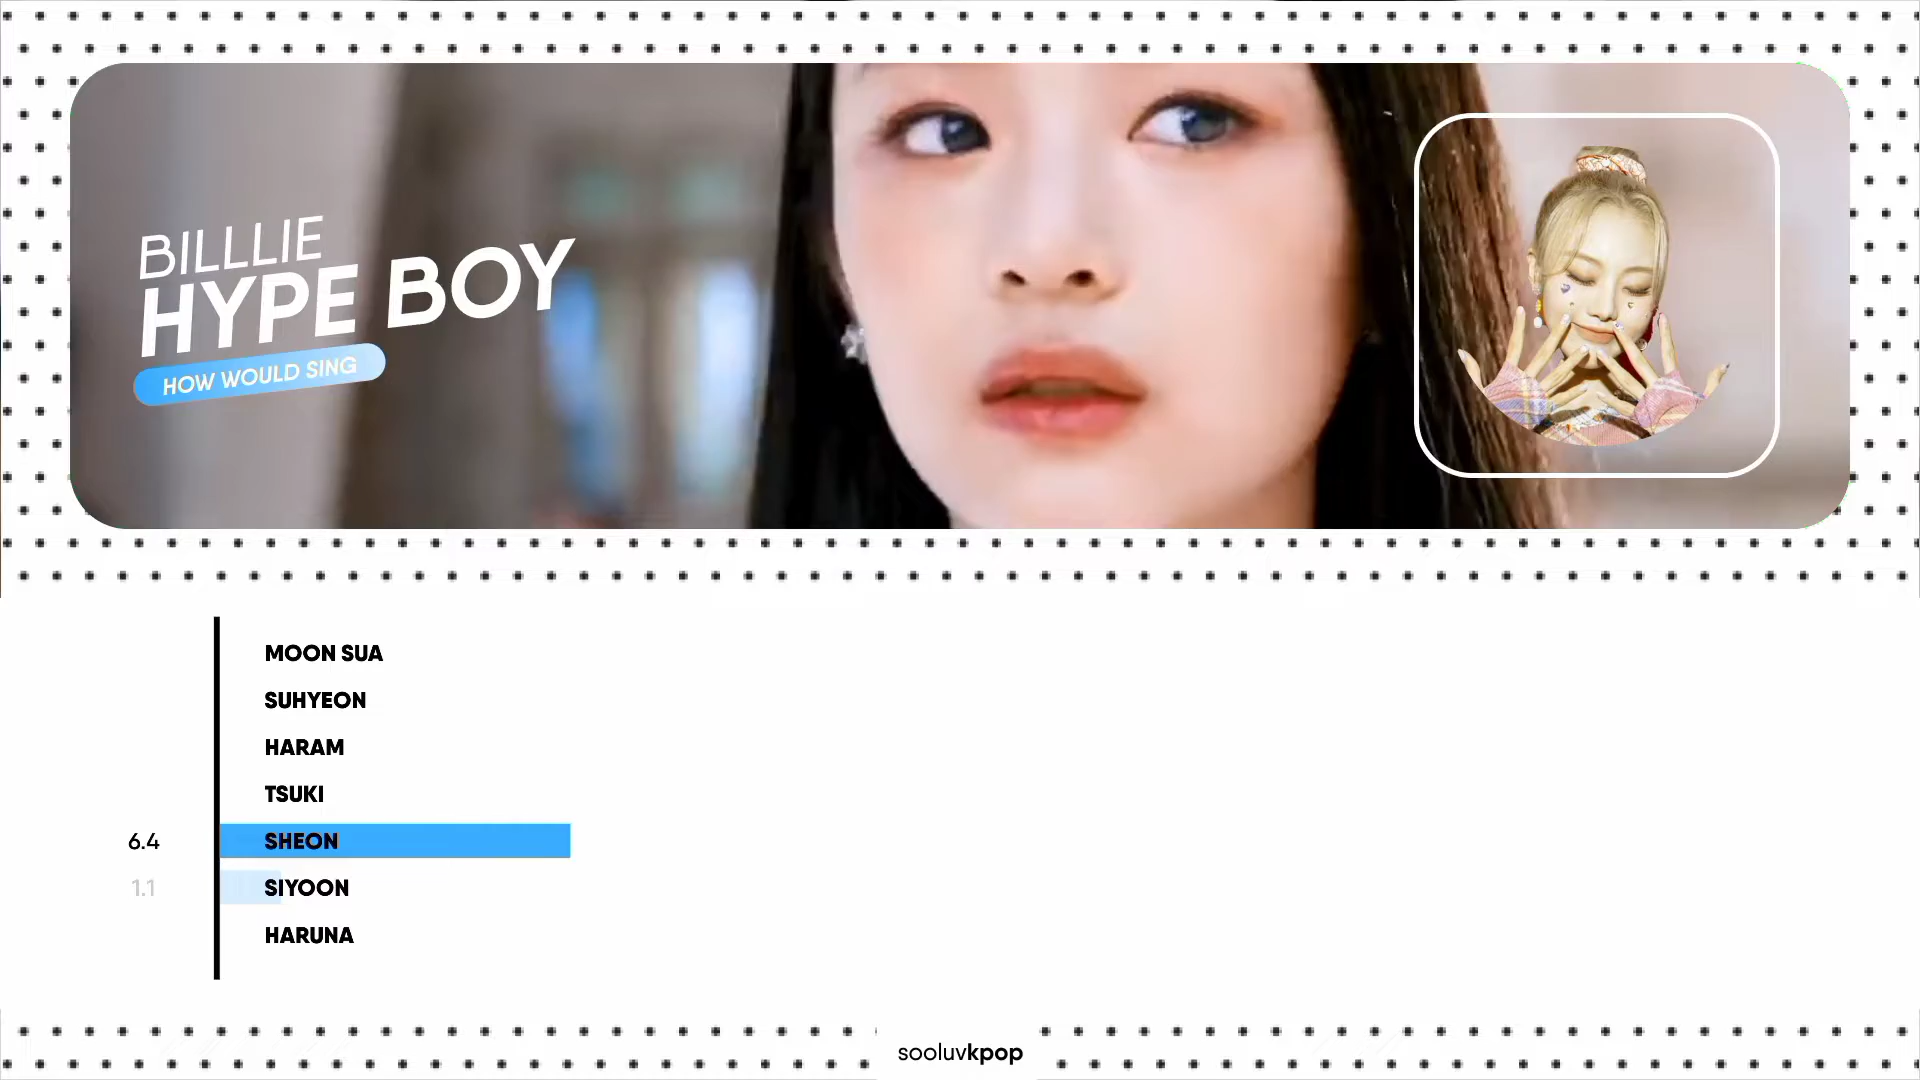 BILLLIE
HYPE BOY
HOW WOULD SING
MOON SUA
SUHYEON
HARAM
TSUKI
6.4 SHEON
1.1 SIYOON
HARUNA
sooluvkpop